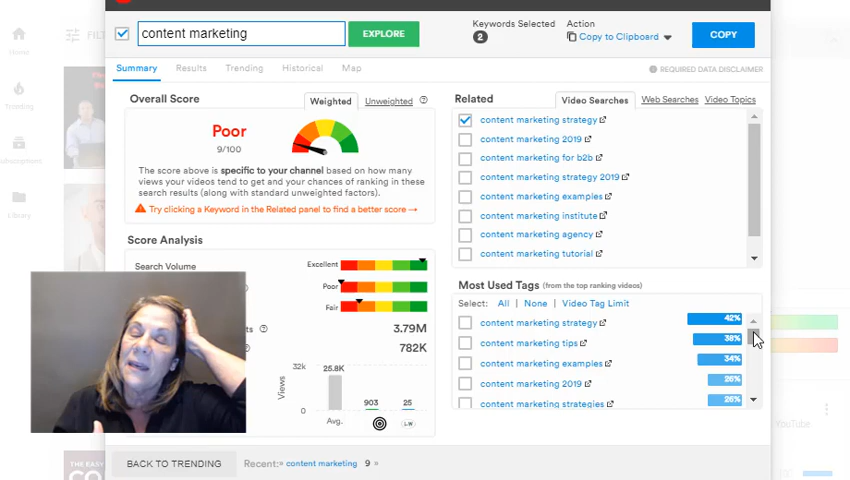 content marketing
EXPLORE
Keywords Selected
2
Action
Copy to Clipboard
COPY
Summary
Results
Trending
Historical
Map
REQUIRED DATA DISCLAIMER
Overall Score
Weighted
Unweighted
Poor
9/100
The score above is specific to your channel based on how many
views your videos tend to get and your chances of ranking in these
search results (along with standard unweighted factors).
Try clicking a Keyword in the Related panel to find a better score →
Score Analysis
Search Volume
Excellent
Poor
Fair
3.79M
782K
Views
32k
0
25.8K
903
25
Avg.
Related
Video Searches
Web Searches
Video Topics
content marketing strategy
content marketing 2019
content marketing for b2b
content marketing strategy 2019
content marketing examples
content marketing institute
content marketing agency
content marketing tutorial
Most Used Tags (from the top ranking videos)
Select: All | None | Video Tag Limit
content marketing strategy 42%
content marketing tips 38%
content marketing examples 34%
content marketing 2019 26%
content marketing strategies 26%
BACK TO TRENDING
Recent:« content marketing 9 »
Home
Trending
Library
YouTube.
THE EASY